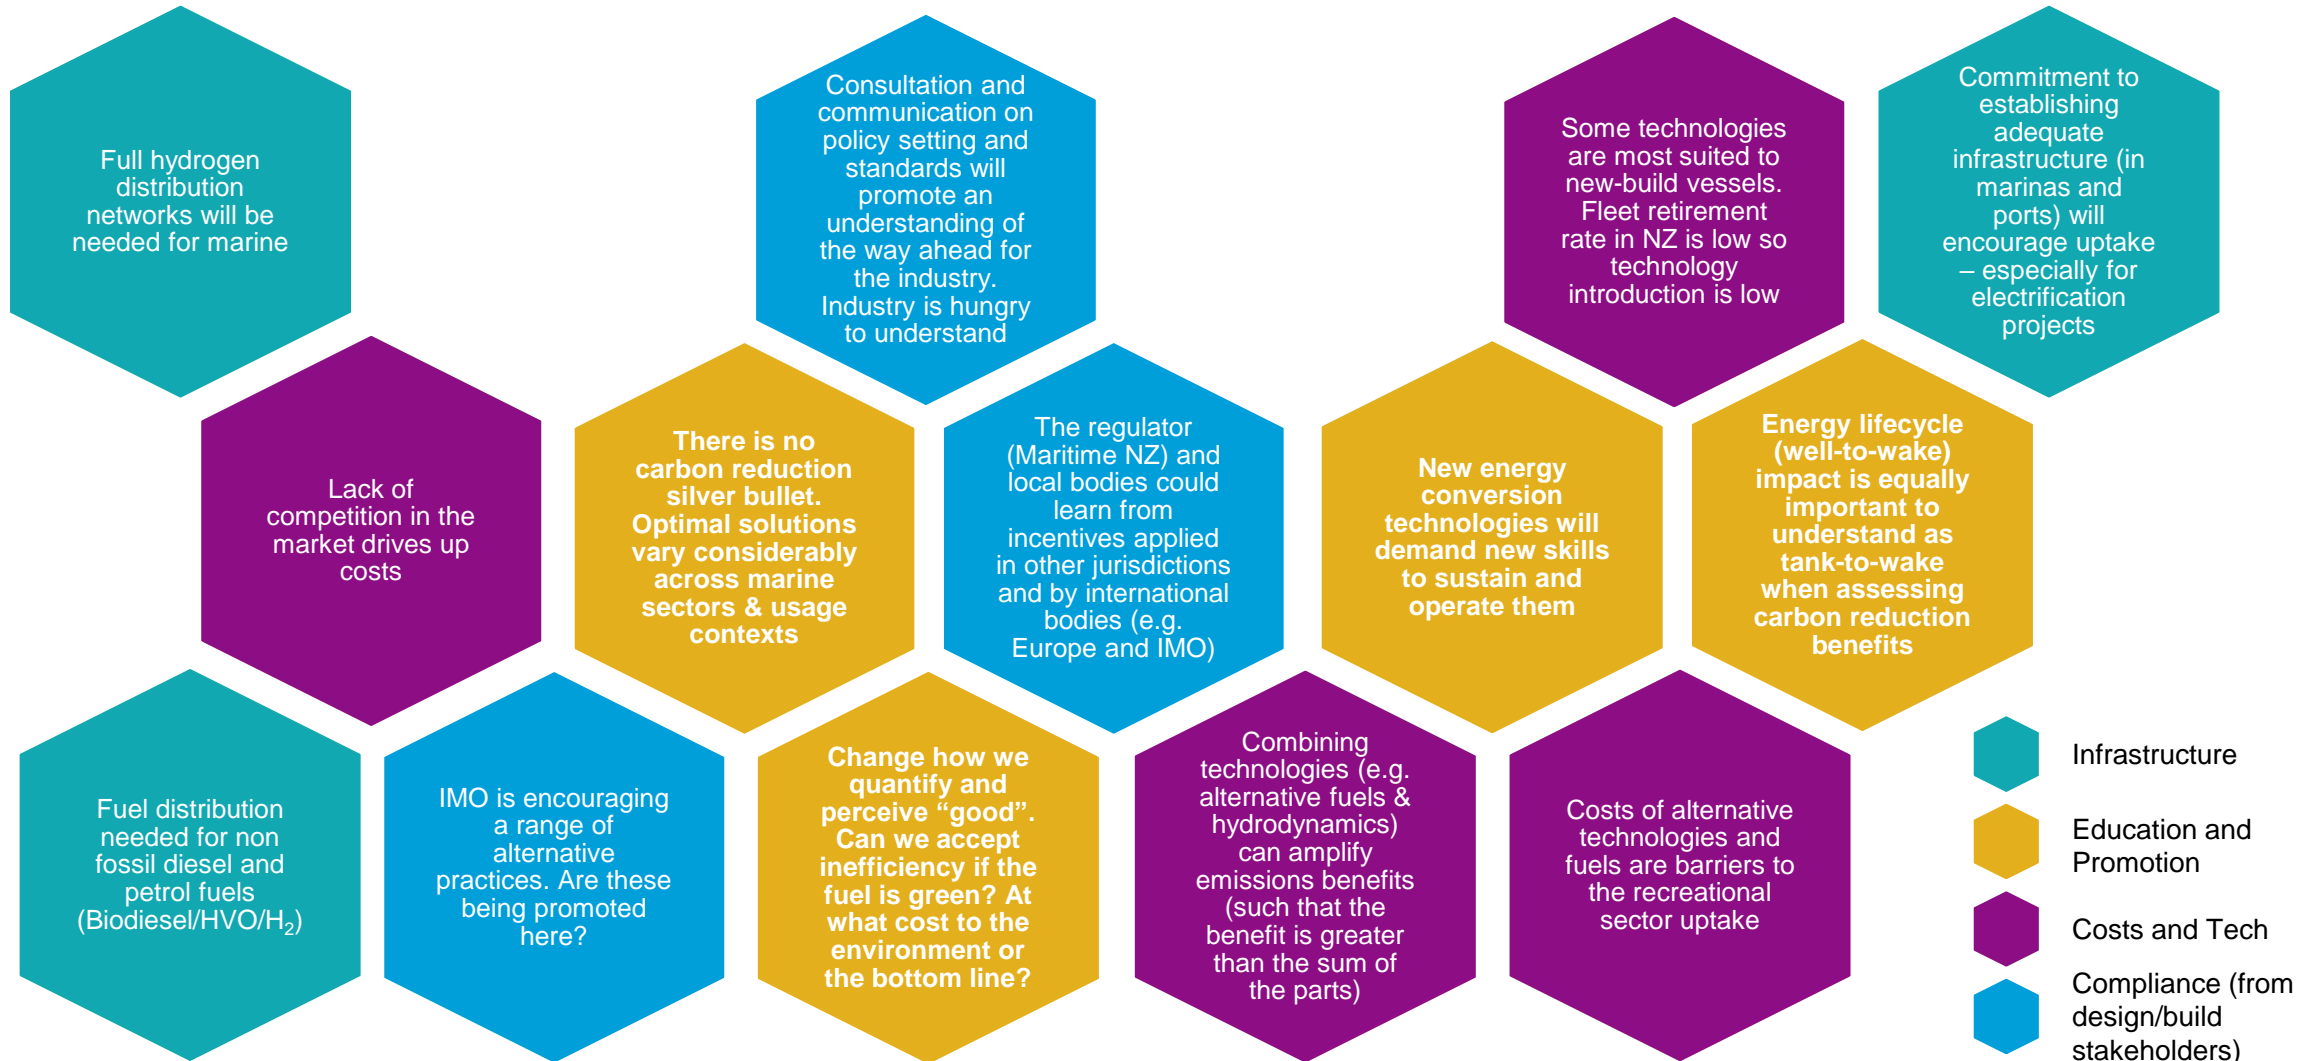 Full hydrogen
distribution
networks will be
needed for marine
Consultation and
communication on
policy setting and
standards will
promote an
understanding of
the way ahead for
the industry.
Industry is hungry
to understand
Some technologies
are most suited to
new-build vessels.
Fleet retirement
rate in NZ is low so
technology
introduction is low
Commitment to
establishing
adequate
infrastructure (in
marinas and
ports) will
encourage uptake
– especially for
electrification
projects
Lack of
competition in the
market drives up
costs
There is no
carbon reduction
silver bullet.
Optimal solutions
vary considerably
across marine
sectors & usage
contexts
The regulator
(Maritime NZ) and
local bodies could
learn from
incentives applied
in other jurisdictions
and by international
bodies (e.g.
Europe and IMO)
New energy
conversion
technologies will
demand new skills
to sustain and
operate them
Energy lifecycle
(well-to-wake)
impact is equally
important to
understand as
tank-to-wake
when assessing
carbon reduction
benefits
Fuel distribution
needed for non
fossil diesel and
petrol fuels
(Biodiesel/HVO/H₂)
IMO is encouraging
a range of
alternative
practices. Are these
being promoted
here?
Change how we
quantify and
perceive “good”.
Can we accept
inefficiency if the
fuel is green? At
what cost to the
environment or
the bottom line?
Combining
technologies (e.g.
alternative fuels &
hydrodynamics)
can amplify
emissions benefits
(such that the
benefit is greater
than the sum of
the parts)
Costs of alternative
technologies and
fuels are barriers to
the recreational
sector uptake
Infrastructure
Education and
Promotion
Costs and Tech
Compliance (from
design/build
stakeholders)